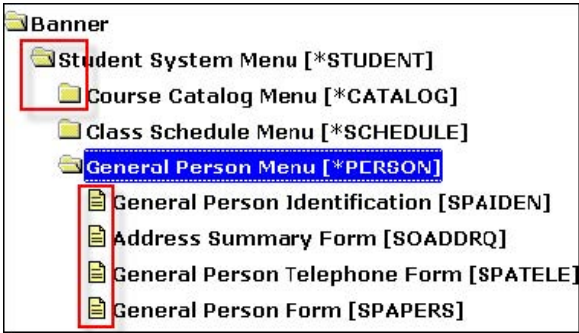 Banner
Student System Menu [*STUDENT]
Course Catalog Menu [*CATALOG]
Class Schedule Menu [*SCHEDULE]
General Person Menu [*PERSON]
General Person Identification [SPAIDEN]
Address Summary Form [SOADDRQ]
General Person Telephone Form [SPATELE]
General Person Form [SPAPERS]